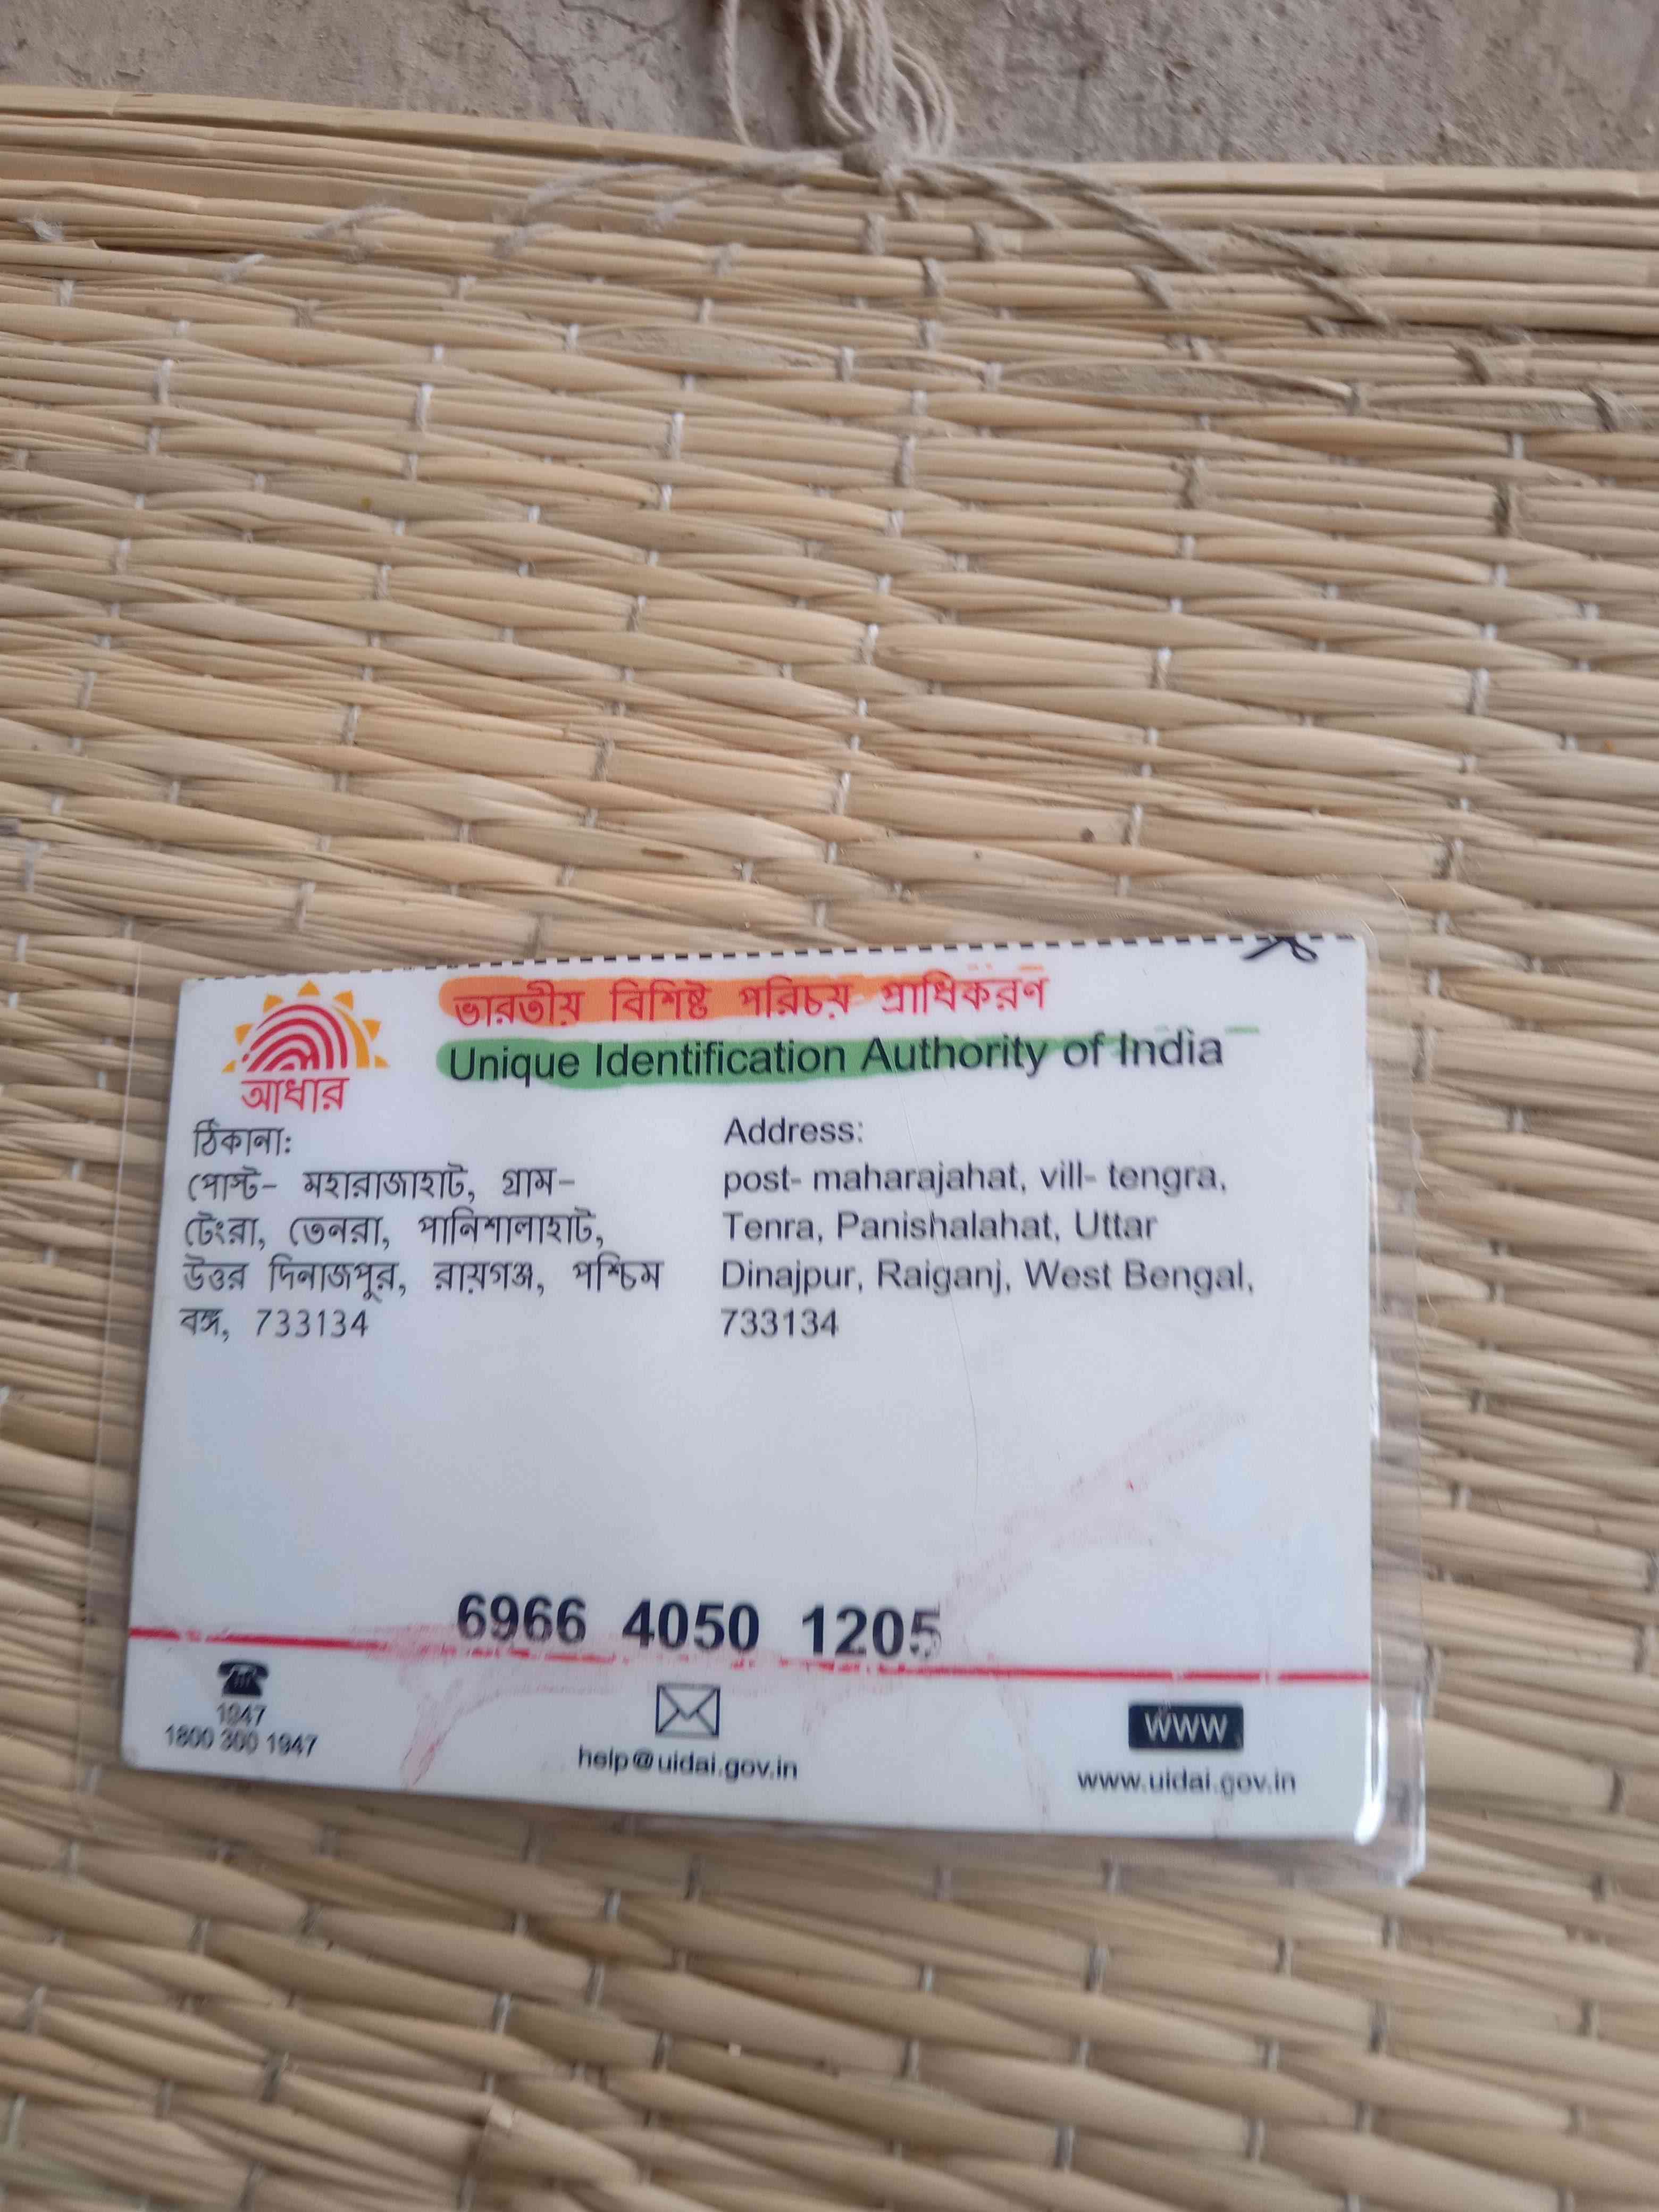 ভারতীয় বিশিষ্ট পরিচয় প্রাধিকরণ
Unique Identification Authority of India
আধার
ঠিকানা:
পোস্ট- মহারাজাহাট, গ্রাম-
টেংরা, তেনরা, পানিশালাহাট,
উত্তর দিনাজপুর, রায়গঞ্জ, পশ্চিম
বঙ্গ, 733134
Address:
post- maharajahat, vill- tengra,
Tenra, Panishalahat, Uttar
Dinajpur, Raiganj, West Bengal,
733134
6966 4050 1205
1947
1800 300 1947
help@uidai.gov.in
WWW
www.uidai.gov.in